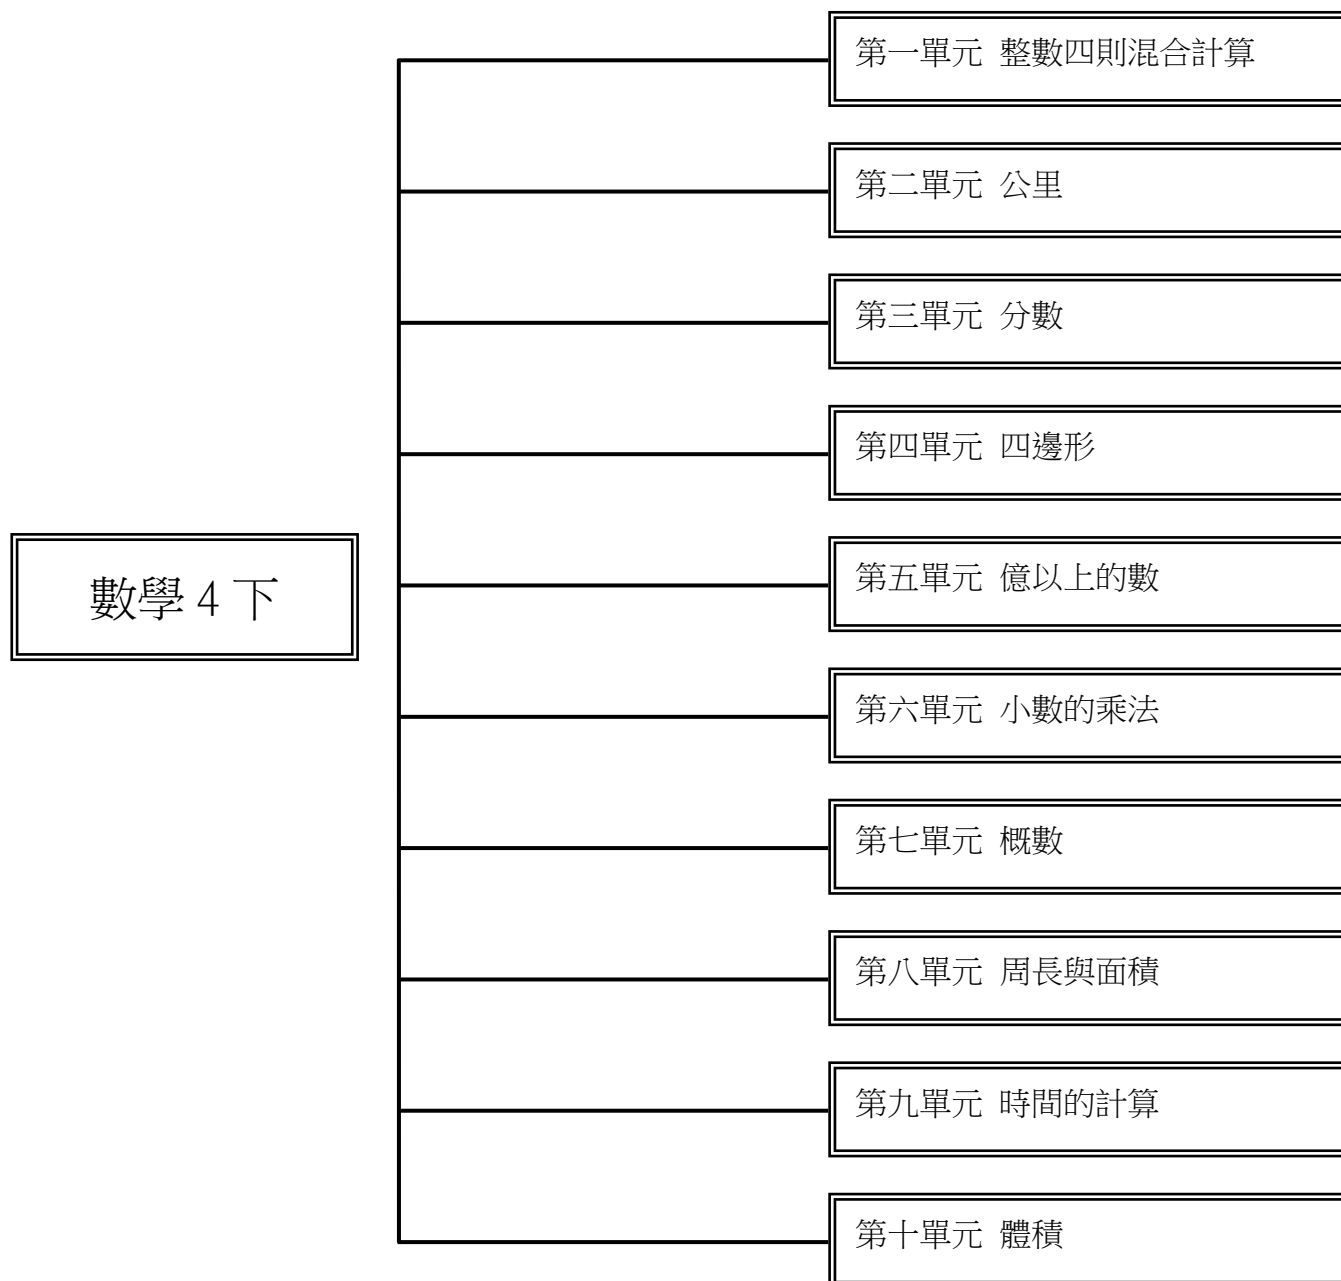 第一單元 整數四則混合計算
第二單元 公里
第三單元 分數
第四單元 四邊形
數學 4 下
第五單元 億以上的數
第六單元 小數的乘法
第七單元 概數
第八單元 周長與面積
第九單元 時間的計算
第十單元 體積